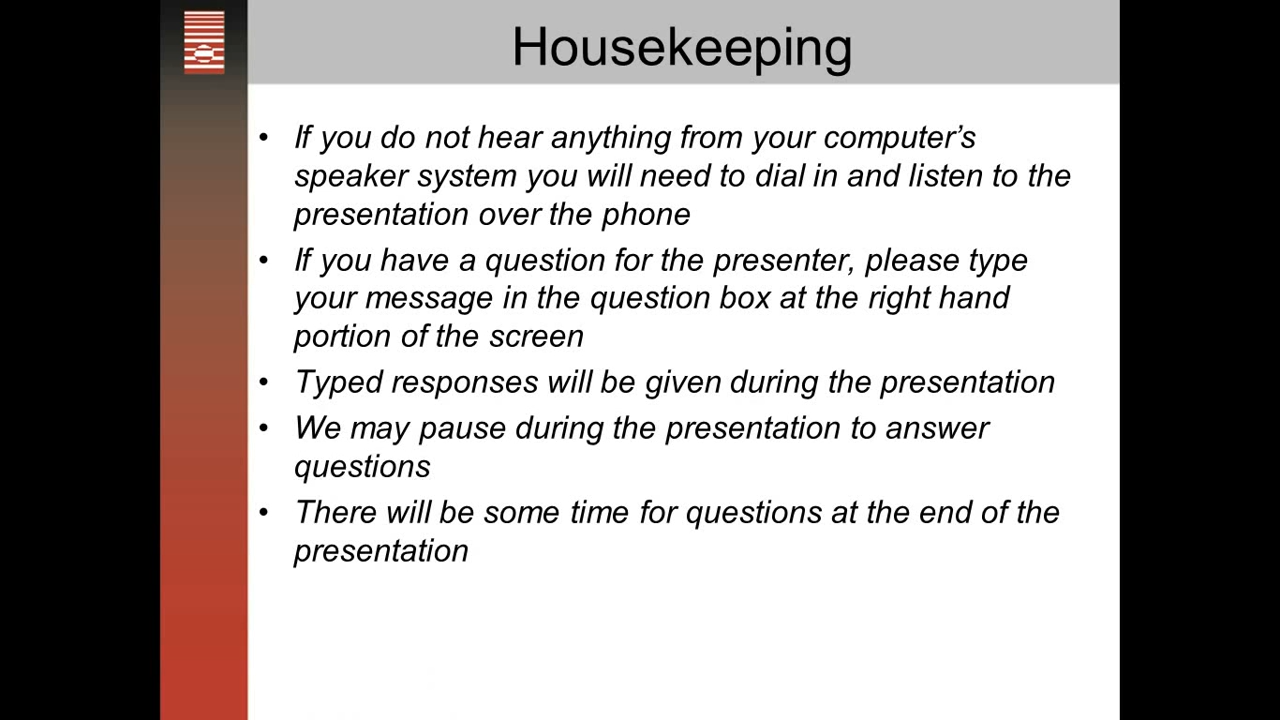 Housekeeping
• If you do not hear anything from your computer’s
speaker system you will need to dial in and listen to the
presentation over the phone
• If you have a question for the presenter, please type
your message in the question box at the right hand
portion of the screen
• Typed responses will be given during the presentation
• We may pause during the presentation to answer
questions
• There will be some time for questions at the end of the
presentation